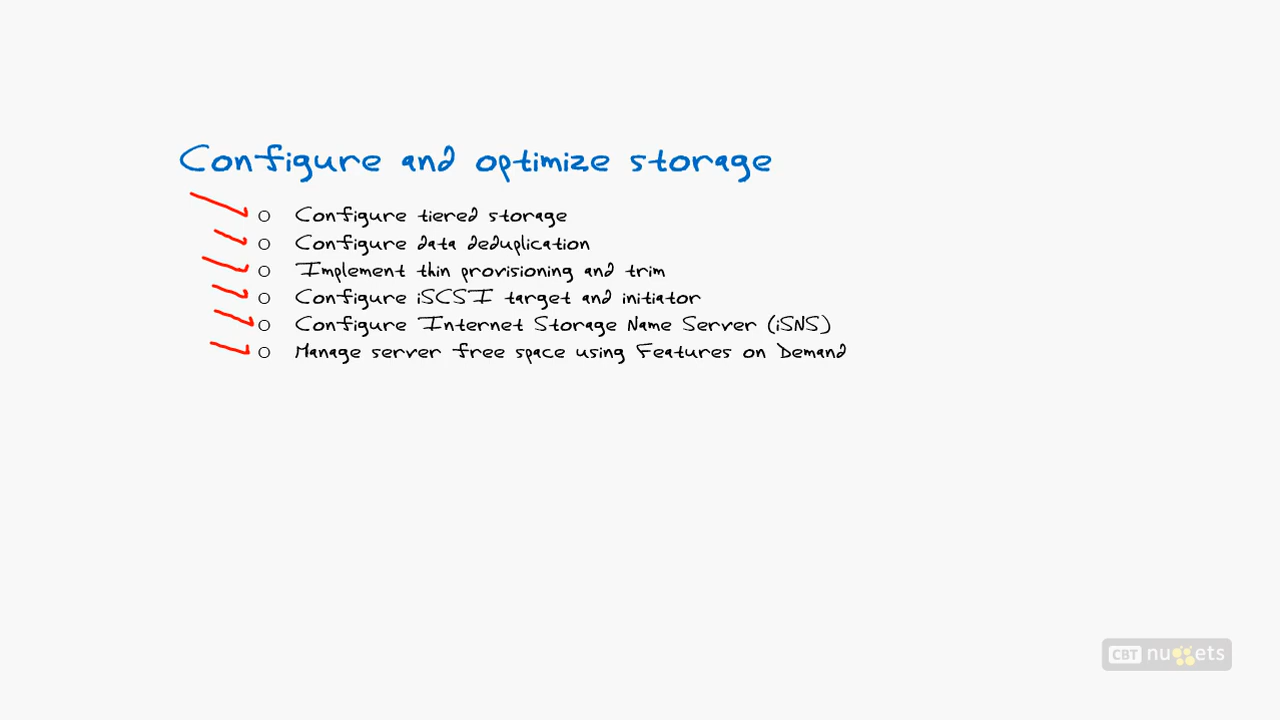 Configure and optimize storage
Configure tiered storage
Configure data deduplication
Implement thin provisioning and trim
Configure iSCSI target and initiator
Configure Internet Storage Name Server (iSNS)
Manage server free space using Features on Demand
CBT nuggets